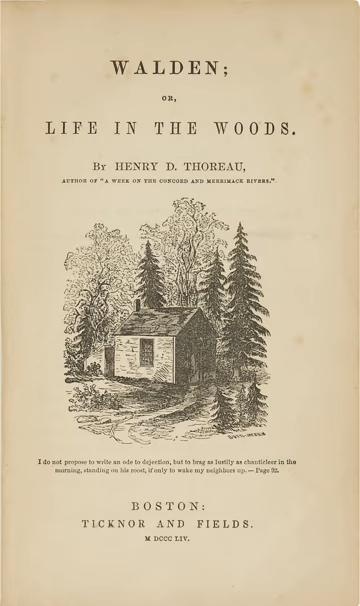 WALDEN;
OR,
LIFE IN THE WOODS.
BY HENRY D. THOREAU,
AUTHOR OF "A WEEK ON THE CONCORD AND MERRIMACK RIVERS."
I do not propose to write an ode to dejection, but to brag as lustily as chanticleer in the
morning, standing on his roost, if only to wake my neighbors up. — Page 92.
BOSTON:
TICKNOR AND FIELDS.
M DCCC LIV.